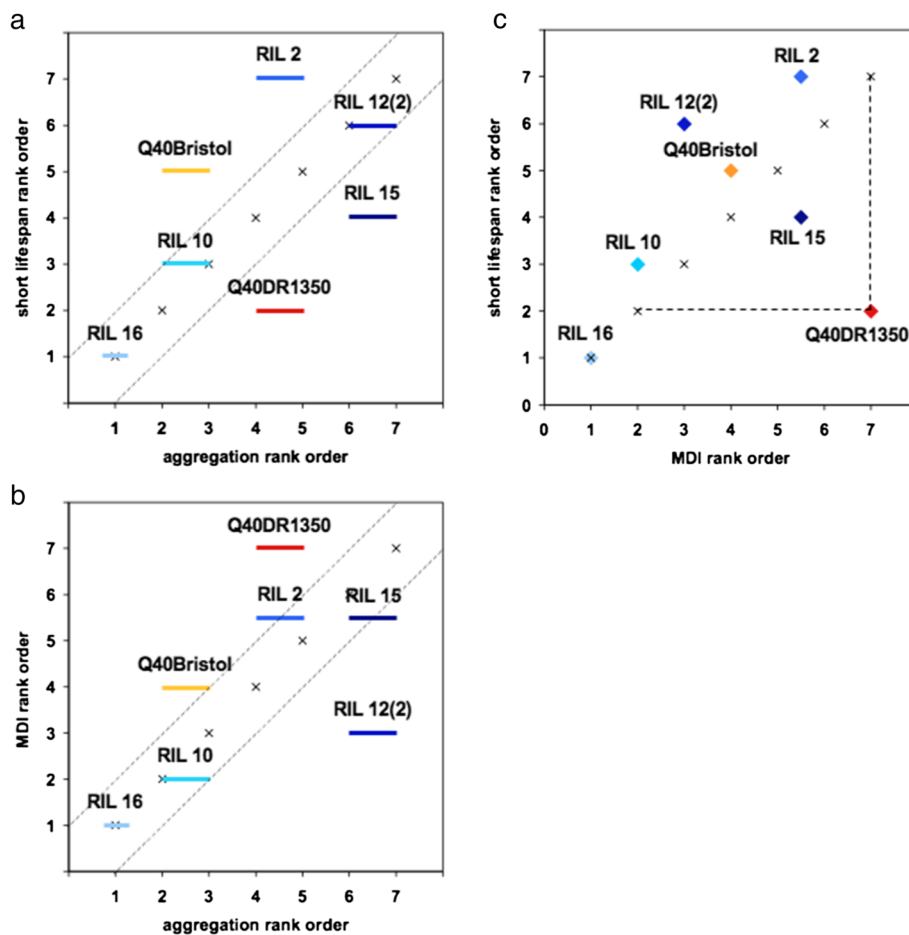 a
short lifespan rank order
7
6
5
4
3
2
1
RIL 2
RIL 12(2)
Q40Bristol
RIL 15
RIL 10
Q40DR1350
RIL 16
1 2 3 4 5 6 7
aggregation rank order
c
short lifespan rank order
7
6
5
4
3
2
1
0
RIL 2
RIL 12(2)
Q40Bristol
RIL 15
RIL 10
Q40DR1350
RIL 16
0 1 2 3 4 5 6 7
MDI rank order
b
MDI rank order
7
6
5
4
3
2
1
Q40DR1350
RIL 2
RIL 15
Q40Bristol
RIL 12(2)
RIL 10
RIL 16
1 2 3 4 5 6 7
aggregation rank order